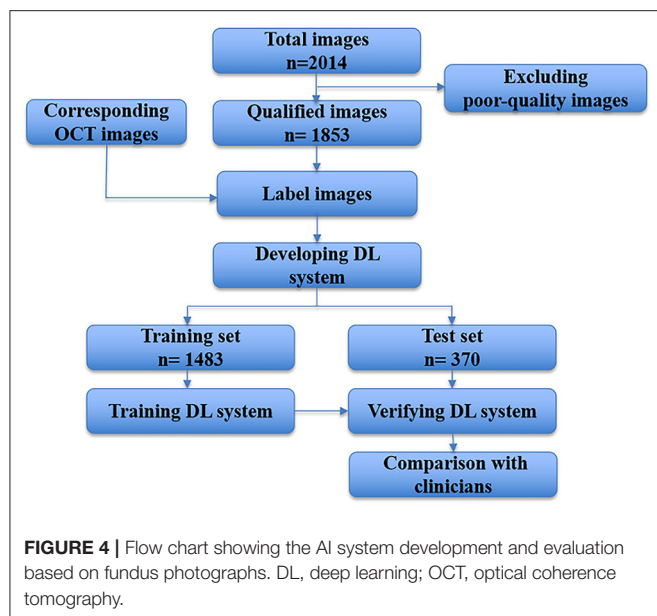 Total images
n=2014
Excluding
poor-quality images
Corresponding
OCT images
Qualified images
n= 1853
Label images
Developing DL
system
Training set
n= 1483
Test set
n= 370
Training DL system
Verifying DL system
Comparison with
clinicians
FIGURE 4 | Flow chart showing the AI system development and evaluation
based on fundus photographs. DL, deep learning; OCT, optical coherence
tomography.